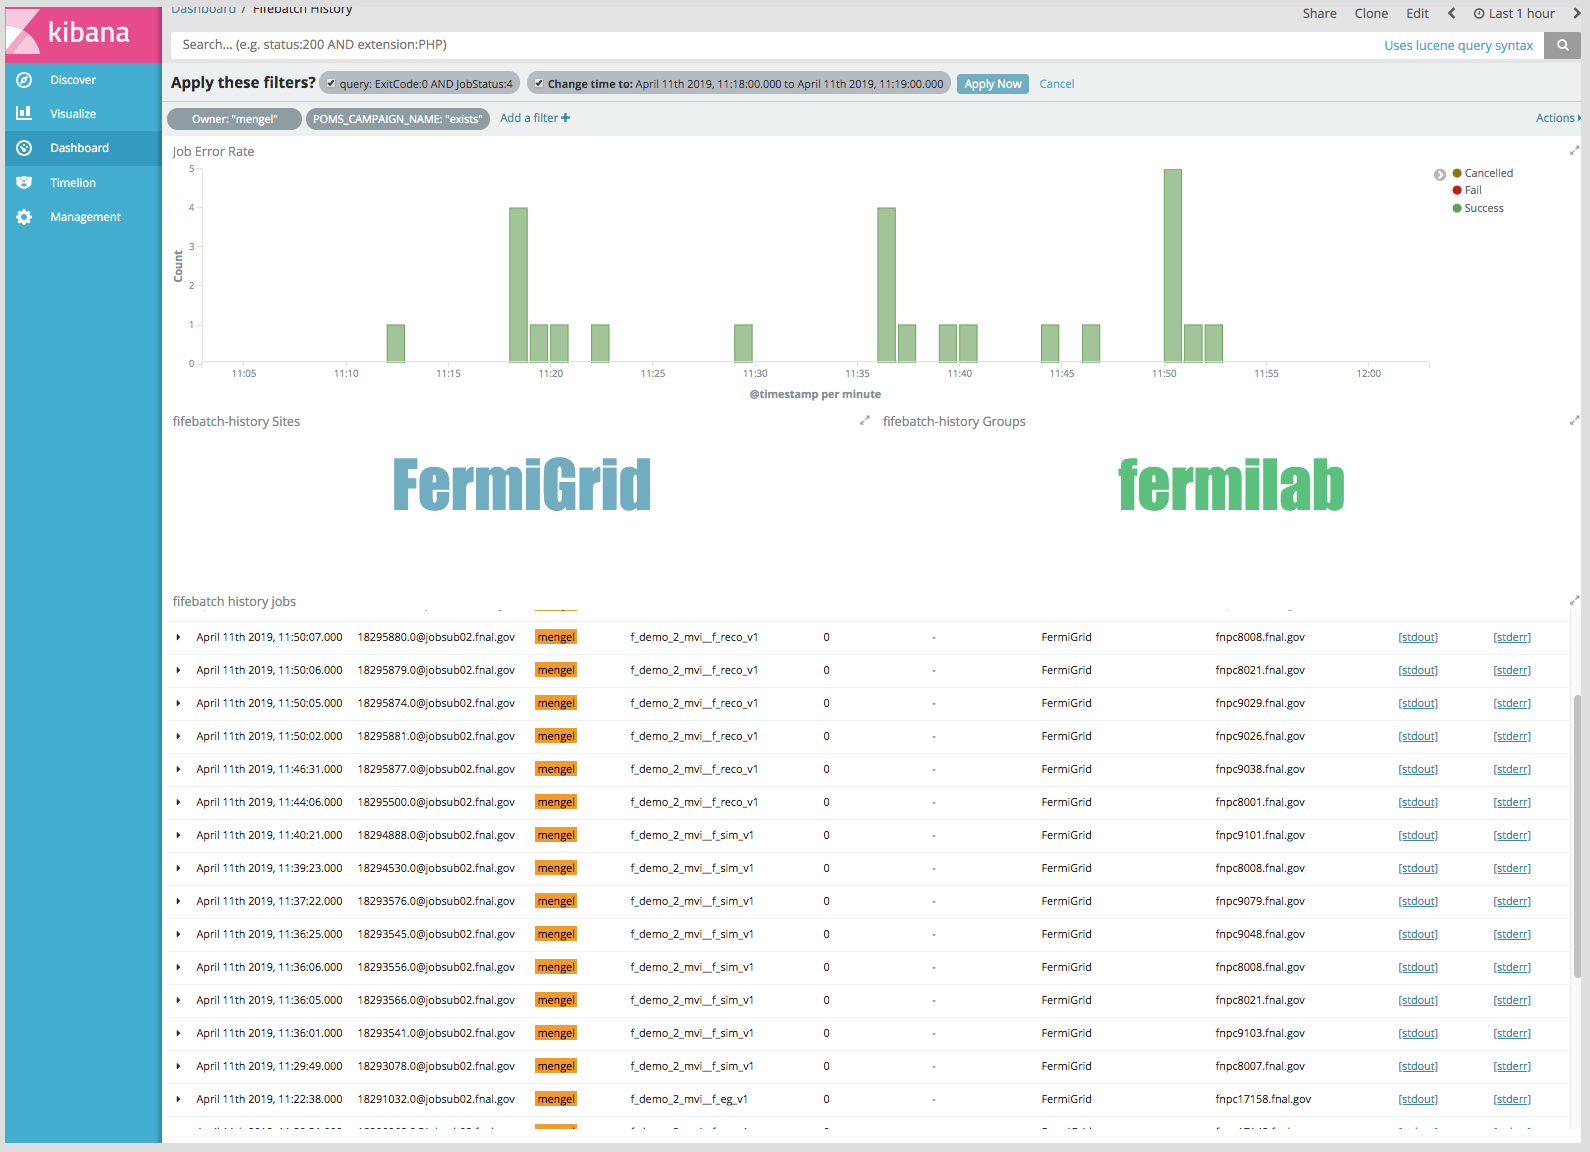 Dashboard / Fifebatch History
Share Clone Edit Last 1 hour
kibana
Search... (e.g. status:200 AND extension:PHP) Uses lucene query syntax
Discover
Visualize
Dashboard
Timelion
Management
Apply these filters? query: ExitCode:0 AND JobStatus:4 Change time to: April 11th 2019, 11:18:00.000 to April 11th 2019, 11:19:00.000 Apply Now Cancel
Owner: "mengel" POMS_CAMPAIGN_NAME: "exists" Add a filter + Actions
Job Error Rate
5
4
3
2
1
0
Count
11:05 11:10 11:15 11:20 11:25 11:30 11:35 11:40 11:45 11:50 11:55 12:00
@timestamp per minute
Cancelled
Fail
Success
fifebatch-history Sites
FermiGrid
fifebatch-history Groups
fermilab
fifebatch history jobs
April 11th 2019, 11:50:07.000 18295880.0@jobsub02.fnal.gov mengel f_demo_2_mvi__f_reco_v1 0 - FermiGrid fnpc8008.fnal.gov [stdout] [stderr]
April 11th 2019, 11:50:06.000 18295879.0@jobsub02.fnal.gov mengel f_demo_2_mvi__f_reco_v1 0 - FermiGrid fnpc8021.fnal.gov [stdout] [stderr]
April 11th 2019, 11:50:05.000 18295874.0@jobsub02.fnal.gov mengel f_demo_2_mvi__f_reco_v1 0 - FermiGrid fnpc9029.fnal.gov [stdout] [stderr]
April 11th 2019, 11:50:02.000 18295881.0@jobsub02.fnal.gov mengel f_demo_2_mvi__f_reco_v1 0 - FermiGrid fnpc9026.fnal.gov [stdout] [stderr]
April 11th 2019, 11:46:31.000 18295877.0@jobsub02.fnal.gov mengel f_demo_2_mvi__f_reco_v1 0 - FermiGrid fnpc9038.fnal.gov [stdout] [stderr]
April 11th 2019, 11:44:06.000 18295500.0@jobsub02.fnal.gov mengel f_demo_2_mvi__f_reco_v1 0 - FermiGrid fnpc8001.fnal.gov [stdout] [stderr]
April 11th 2019, 11:40:21.000 18294888.0@jobsub02.fnal.gov mengel f_demo_2_mvi__f_sim_v1 0 - FermiGrid fnpc9101.fnal.gov [stdout] [stderr]
April 11th 2019, 11:39:23.000 18294530.0@jobsub02.fnal.gov mengel f_demo_2_mvi__f_sim_v1 0 - FermiGrid fnpc8008.fnal.gov [stdout] [stderr]
April 11th 2019, 11:37:22.000 18293576.0@jobsub02.fnal.gov mengel f_demo_2_mvi__f_sim_v1 0 - FermiGrid fnpc9079.fnal.gov [stdout] [stderr]
April 11th 2019, 11:36:25.000 18293545.0@jobsub02.fnal.gov mengel f_demo_2_mvi__f_sim_v1 0 - FermiGrid fnpc9048.fnal.gov [stdout] [stderr]
April 11th 2019, 11:36:06.000 18293556.0@jobsub02.fnal.gov mengel f_demo_2_mvi__f_sim_v1 0 - FermiGrid fnpc8008.fnal.gov [stdout] [stderr]
April 11th 2019, 11:36:05.000 18293566.0@jobsub02.fnal.gov mengel f_demo_2_mvi__f_sim_v1 0 - FermiGrid fnpc8021.fnal.gov [stdout] [stderr]
April 11th 2019, 11:36:01.000 18293541.0@jobsub02.fnal.gov mengel f_demo_2_mvi__f_sim_v1 0 - FermiGrid fnpc9103.fnal.gov [stdout] [stderr]
April 11th 2019, 11:29:49.000 18293078.0@jobsub02.fnal.gov mengel f_demo_2_mvi__f_sim_v1 0 - FermiGrid fnpc8007.fnal.gov [stdout] [stderr]
April 11th 2019, 11:22:38.000 18291032.0@jobsub02.fnal.gov mengel f_demo_2_mvi__f_eg_v1 0 - FermiGrid fnpc17158.fnal.gov [stdout] [stderr]